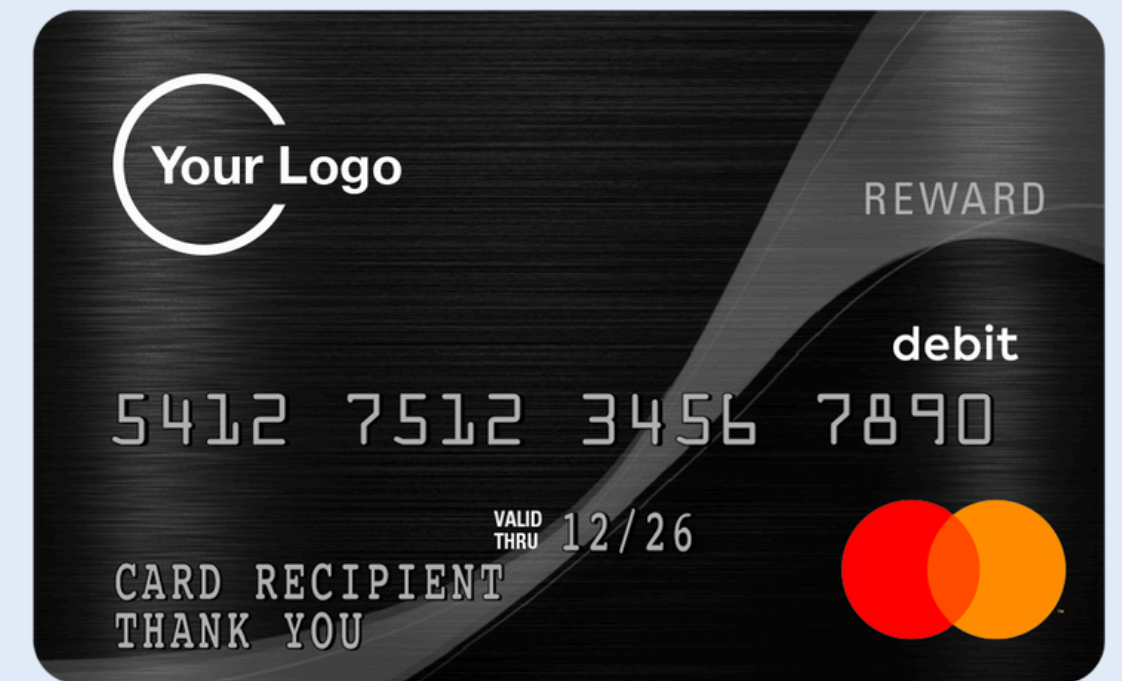 Your Logo
REWARD
debit
5412 7512 3456 7890
VALID
THRU 12/26
CARD RECIPIENT
THANK YOU